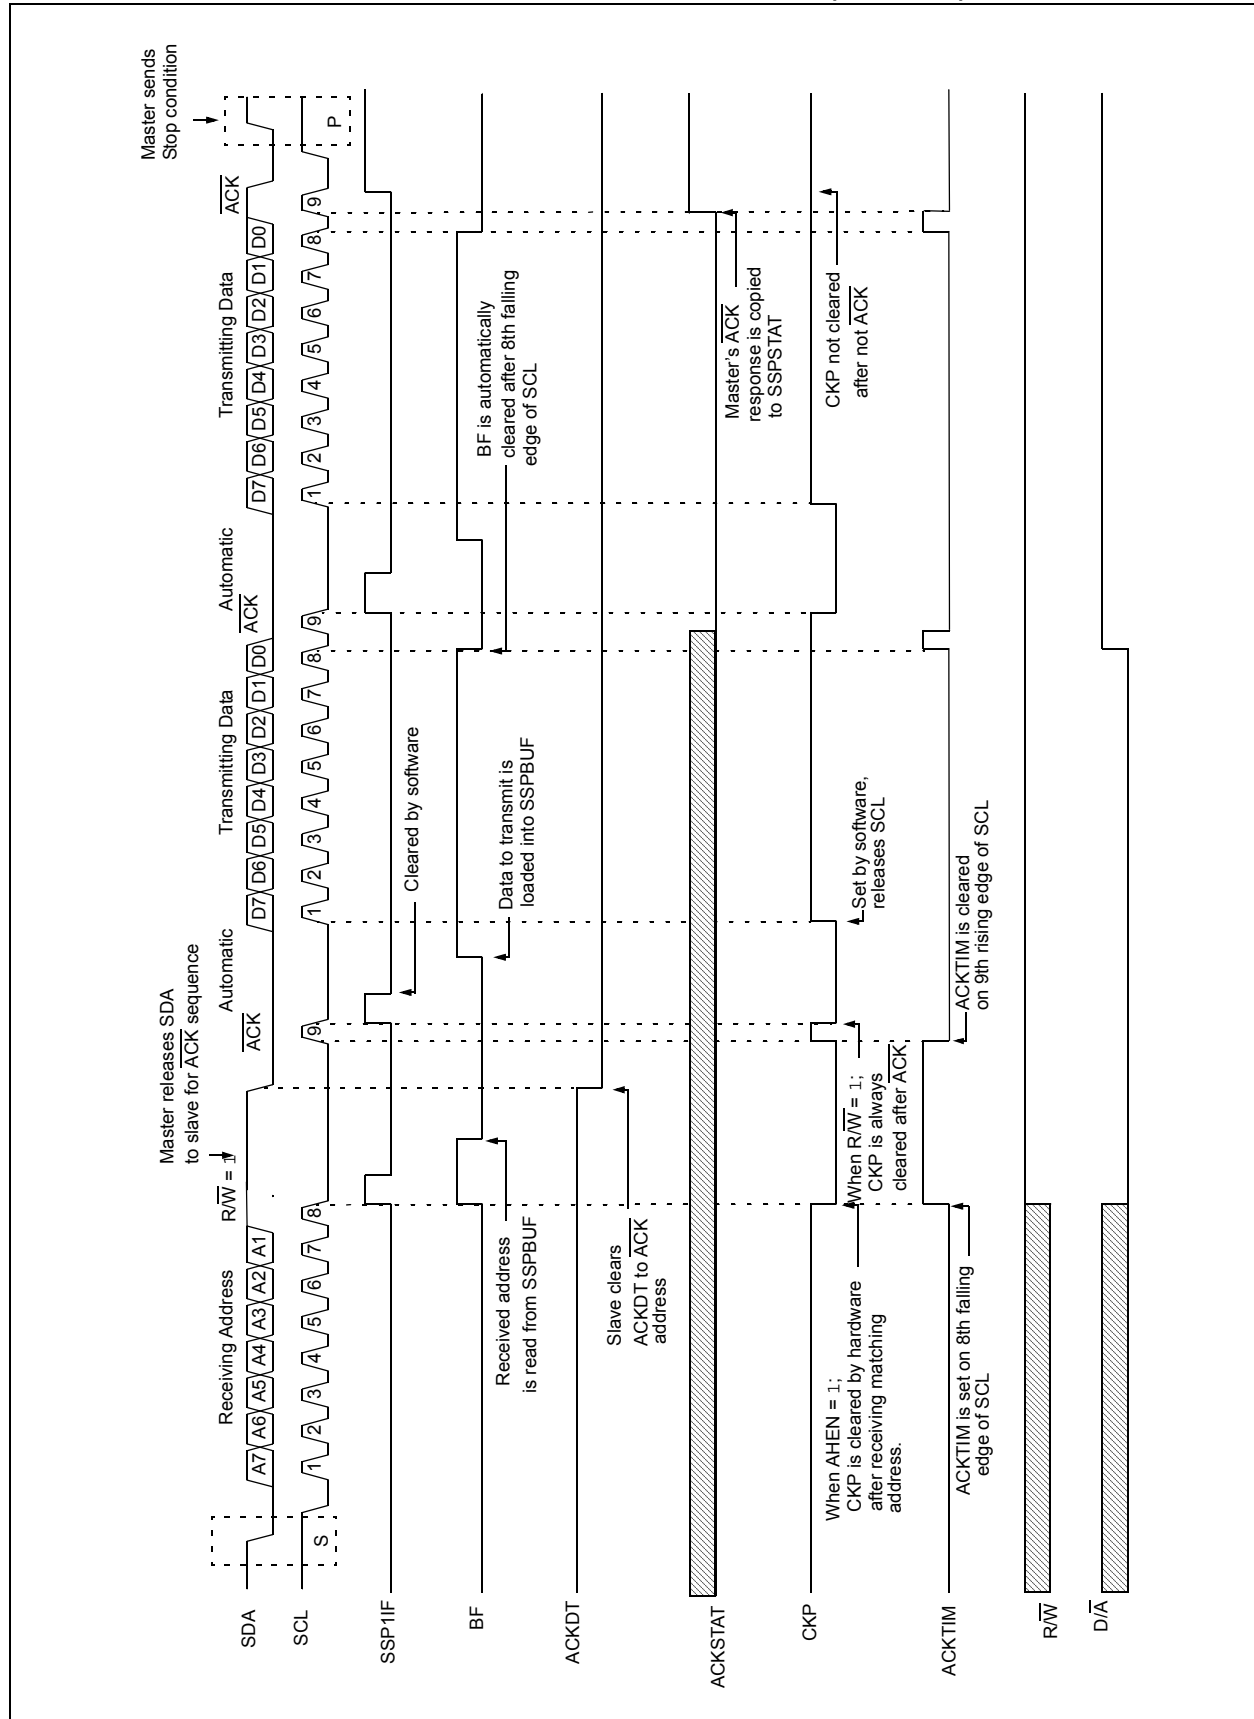 Master sends
Stop condition
Master releases SDA
to slave for ACK sequence
Receiving Address
R/W = 1
ACK
Automatic
Transmitting Data
ACK
Automatic
Transmitting Data
ACK
SDA
A7 A6 A5 A4 A3 A2 A1
D7 D6 D5 D4 D3 D2 D1 D0
D7 D6 D5 D4 D3 D2 D1 D0
SCL
S
1 2 3 4 5 6 7 8 9
1 2 3 4 5 6 7 8 9
1 2 3 4 5 6 7 8 9
P
SSP1IF
Cleared by software
BF
Received address
is read from SSPBUF
Data to transmit is
loaded into SSPBUF
BF is automatically
cleared after 8th falling
edge of SCL
ACKDT
Slave clears
ACKDT to ACK
address
ACKSTAT
Master's ACK
response is copied
to SSPSTAT
CKP
When AHEN = 1;
CKP is cleared by hardware
after receiving matching
address.
When R/W = 1;
CKP is always
cleared after ACK
Set by software,
releases SCL
CKP not cleared
after not ACK
ACKTIM
ACKTIM is set on 8th falling
edge of SCL
ACKTIM is cleared
on 9th rising edge of SCL
R/W
D/A